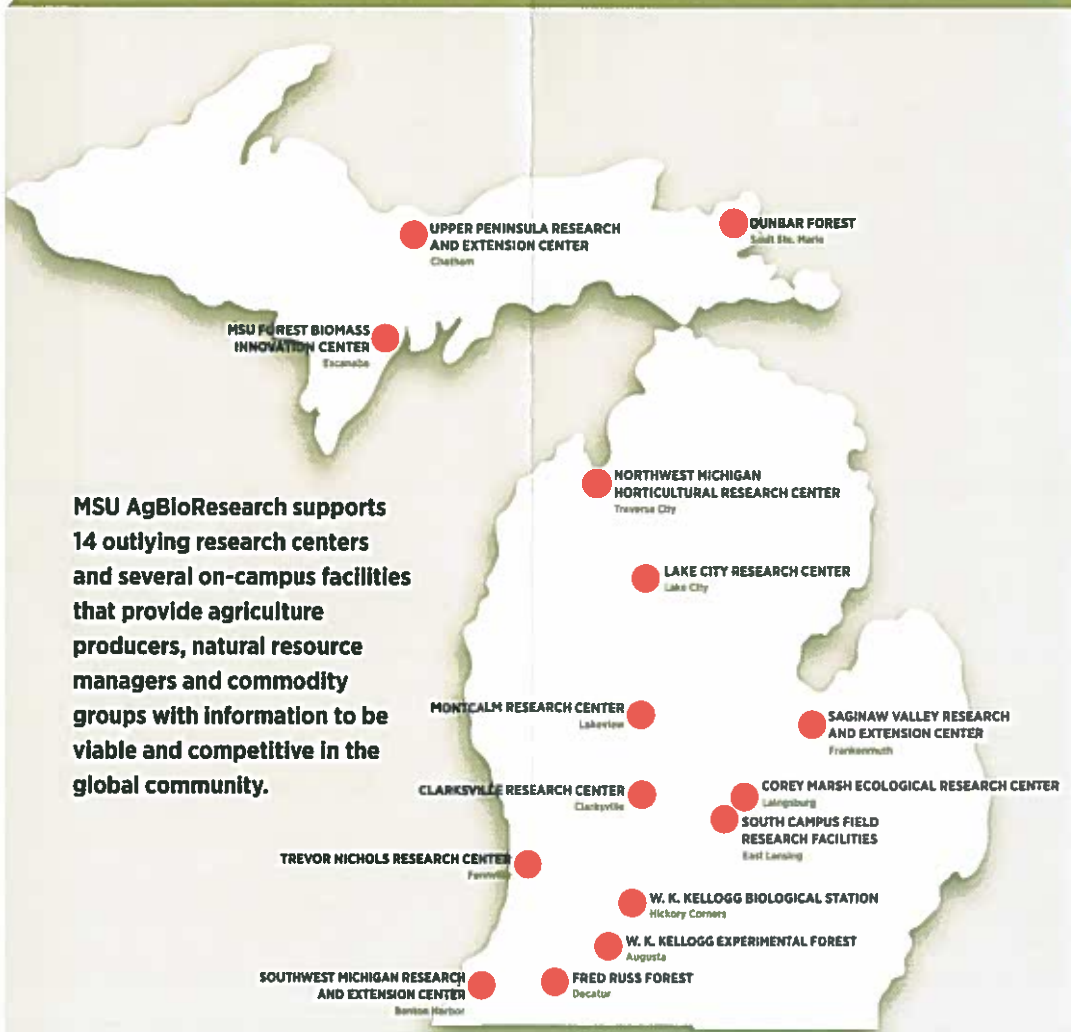 UPPER PENINSULA RESEARCH
AND EXTENSION CENTER
Chatham
DUNBAR FOREST
Sault Ste. Marie
MSU FOREST BIOMASS
INNOVATION CENTER
Escanaba
NORTHWEST MICHIGAN
HORTICULTURAL RESEARCH CENTER
Traverse City
MSU AgBioResearch supports
14 outlying research centers
and several on-campus facilities
that provide agriculture
producers, natural resource
managers and commodity
groups with information to be
viable and competitive in the
global community.
LAKE CITY RESEARCH CENTER
Lake City
MONTCALM RESEARCH CENTER
Lakeview
SAGINAW VALLEY RESEARCH
AND EXTENSION CENTER
Frankenmuth
CLARKSVILLE RESEARCH CENTER
Clarksville
COREY MARSH ECOLOGICAL RESEARCH CENTER
Laingsburg
SOUTH CAMPUS FIELD
RESEARCH FACILITIES
East Lansing
TREVOR NICHOLS RESEARCH CENTER
Fennville
W. K. KELLOGG BIOLOGICAL STATION
Hickory Corners
W. K. KELLOGG EXPERIMENTAL FOREST
Augusta
SOUTHWEST MICHIGAN RESEARCH
AND EXTENSION CENTER
Benton Harbor
FRED RUSS FOREST
Decatur